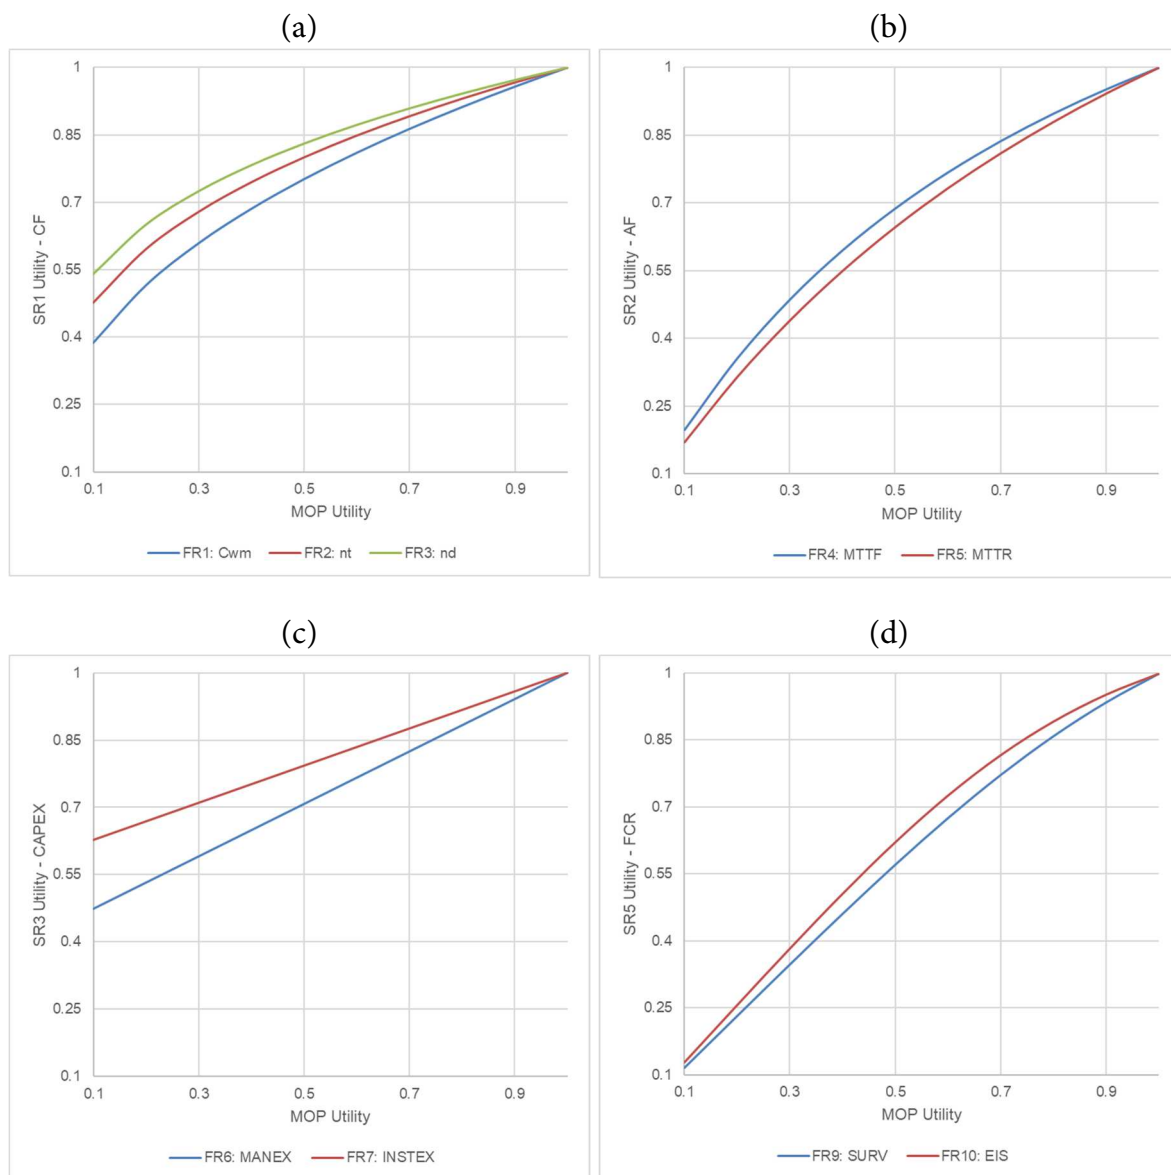 (a)
1
0.85
0.7
0.55
0.4
0.25
0.1
SR1 Utility - CF
0.1 0.3 0.5 0.7 0.9
MOP Utility
FR1: Cwm FR2: nt FR3: nd
(b)
1
0.85
0.7
0.55
0.4
0.25
0.1
SR2 Utility - AF
0.1 0.3 0.5 0.7 0.9
MOP Utility
FR4: MTTF FR5: MTTR
(c)
1
0.85
0.7
0.55
0.4
0.25
0.1
SR3 Utility - CAPEX
0.1 0.3 0.5 0.7 0.9
MOP Utility
FR6: MANEX FR7: INSTEX
(d)
1
0.85
0.7
0.55
0.4
0.25
0.1
SR5 Utility - FCR
0.1 0.3 0.5 0.7 0.9
MOP Utility
FR9: SURV FR10: EIS